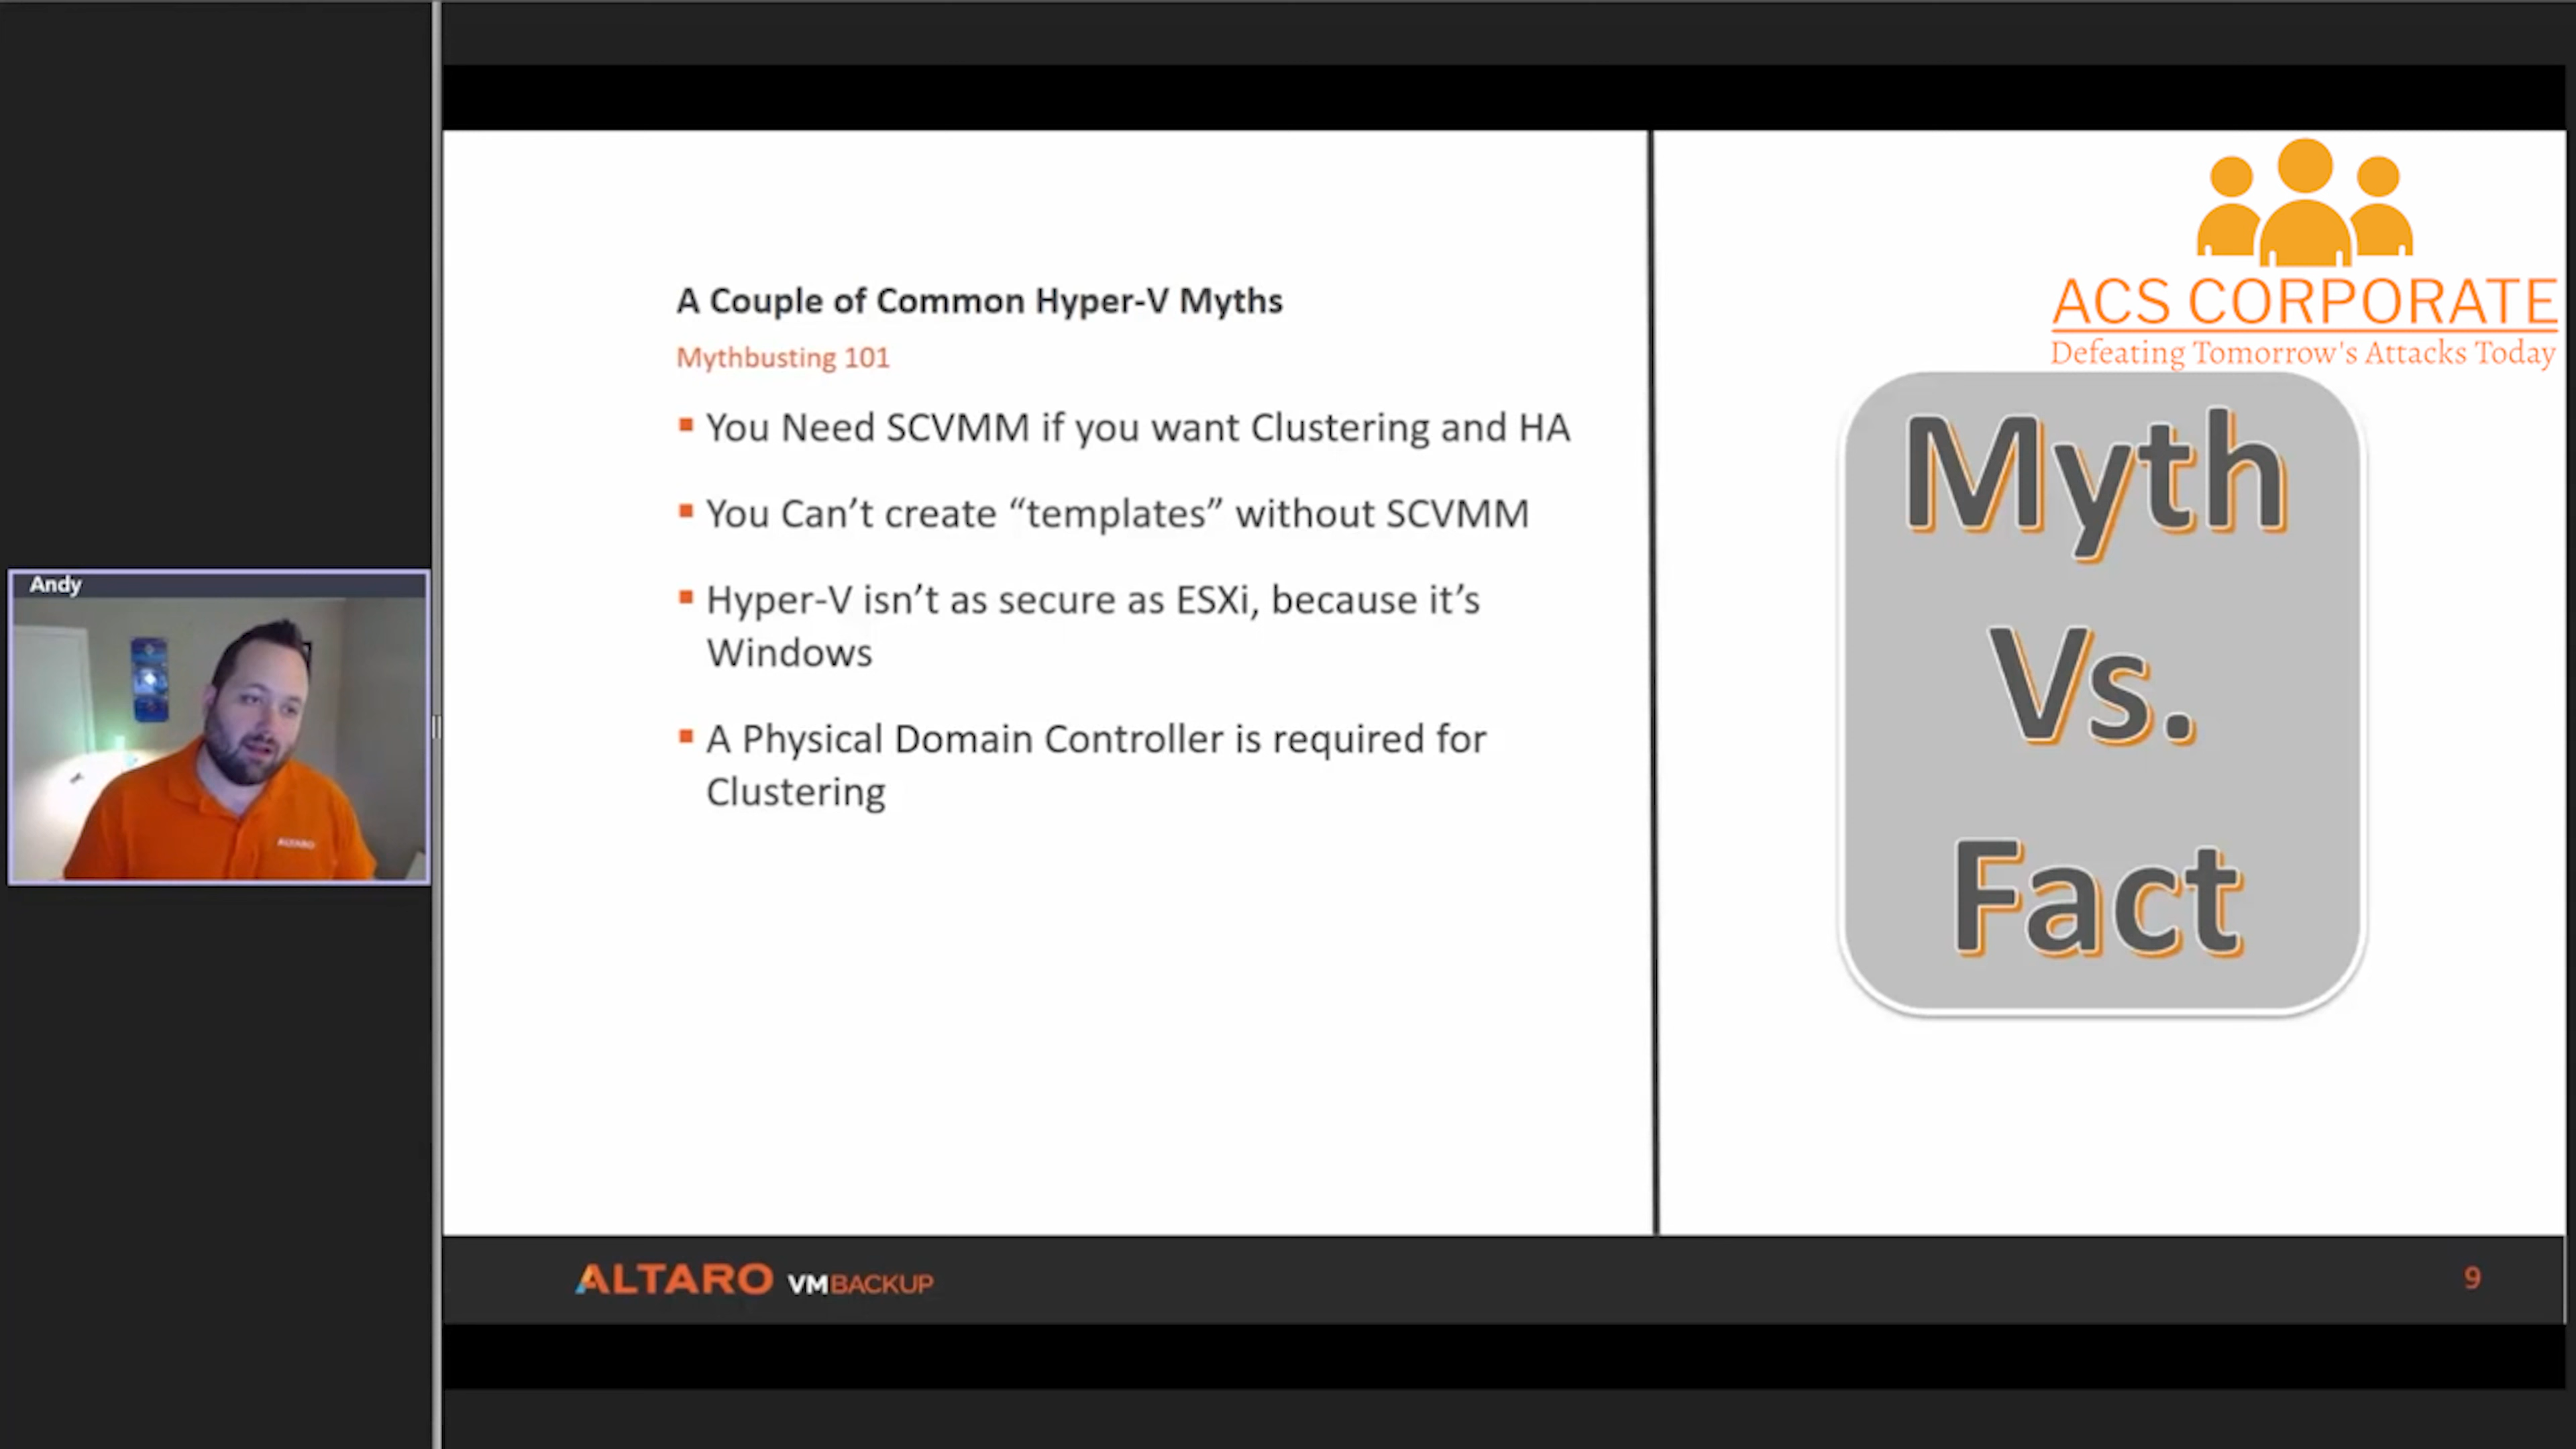 Andy
ALTARO
A Couple of Common Hyper-V Myths
Mythbusting 101
▪ You Need SCVMM if you want Clustering and HA
▪ You Can’t create “templates” without SCVMM
▪ Hyper-V isn’t as secure as ESXi, because it’s
Windows
▪ A Physical Domain Controller is required for
Clustering
ACS CORPORATE
Defeating Tomorrow's Attacks Today
Myth
Vs.
Fact
ALTARO VMBACKUP
9